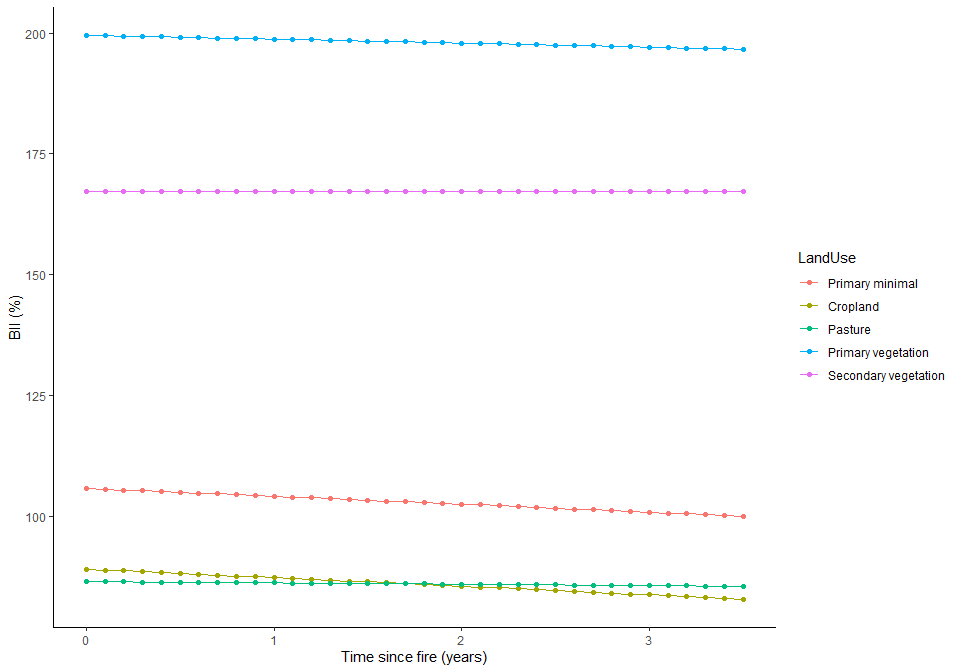 200
175
150
125
100
BII (%)
0
1
2
3
Time since fire (years)
LandUse
Primary minimal
Cropland
Pasture
Primary vegetation
Secondary vegetation